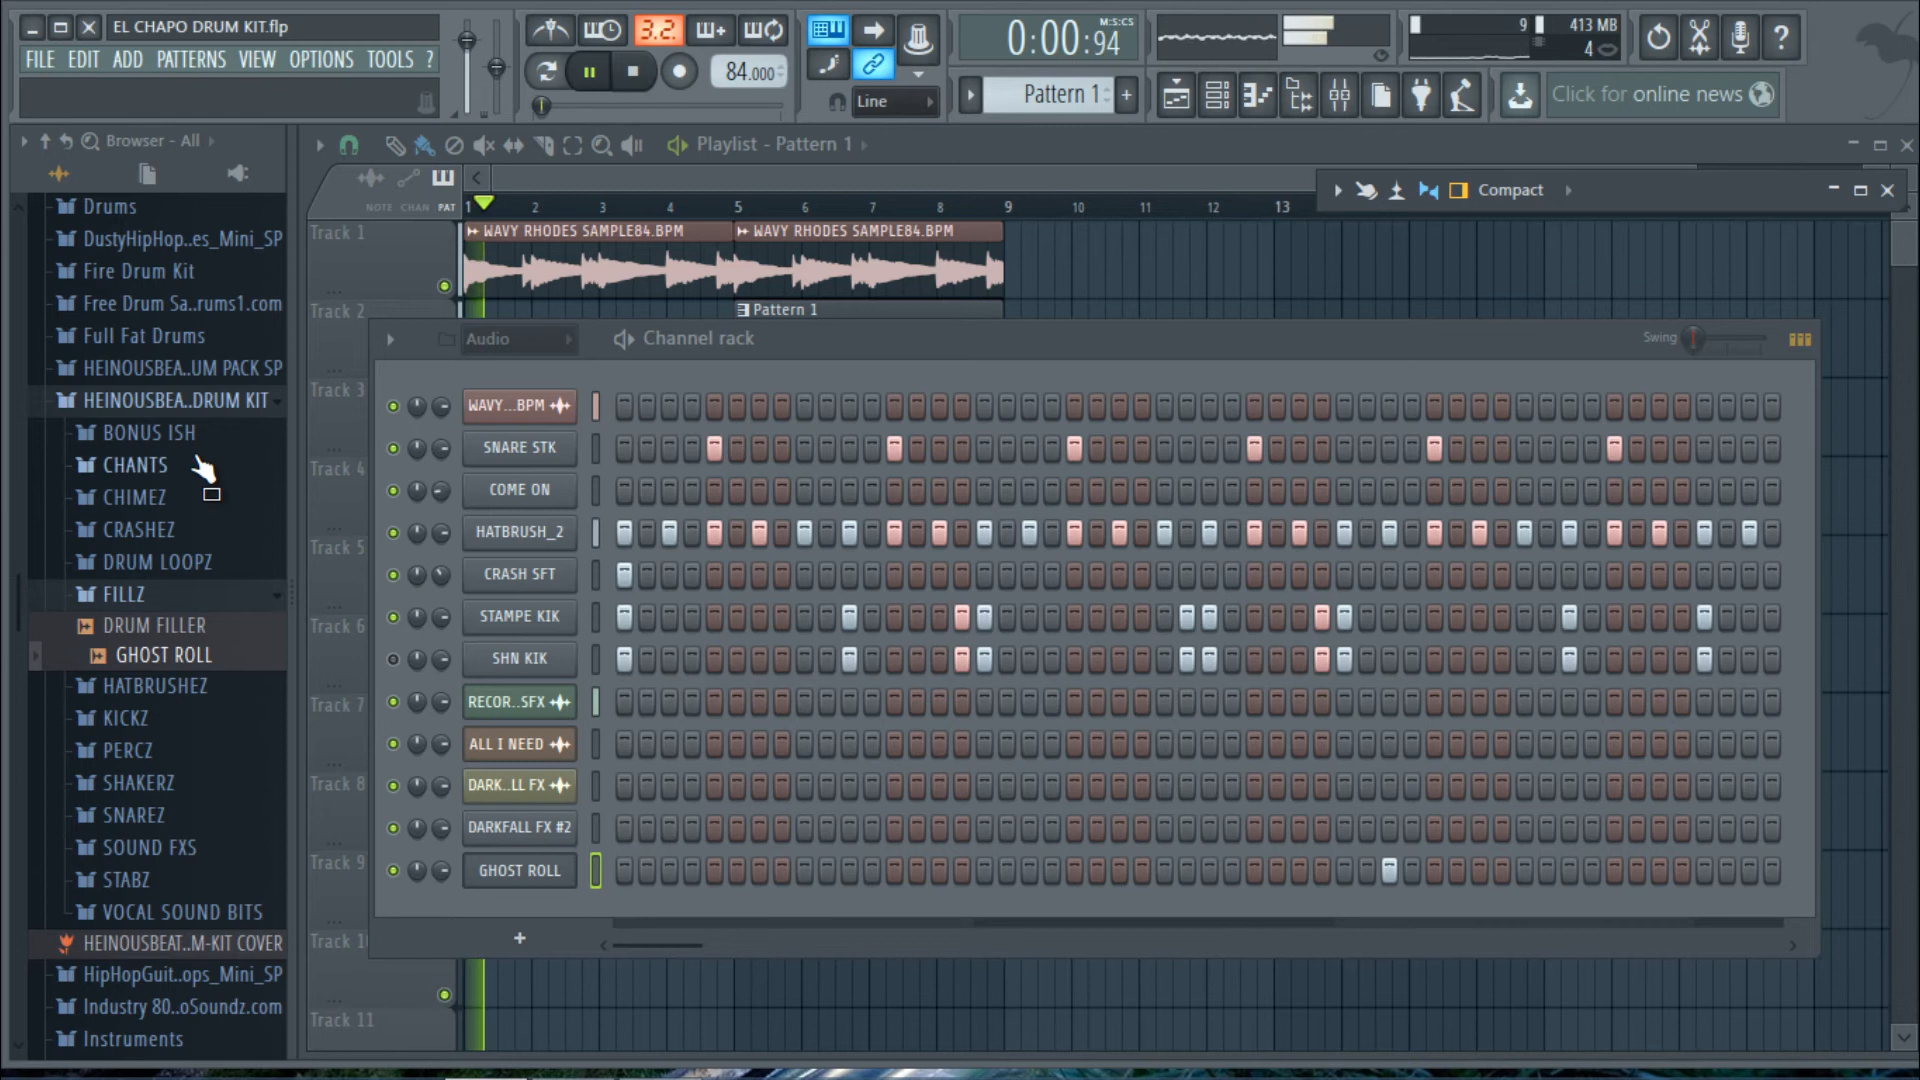 EL CHAPO DRUM KIT.flp
FILE EDIT ADD PATTERNS VIEW OPTIONS TOOLS ?
3.2.
84.000
0:00:94
M:S:CS
9
413 MB
4
Line
Pattern 1
Click for online news
Browser - All
Playlist - Pattern 1
NOTE CHAN PAT
1 2 3 4 5 6 7 8 9 10 11 12 13
Compact
Track 1
WAVY RHODES SAMPLE84.BPM
WAVY RHODES SAMPLE84.BPM
Track 2
Pattern 1
Track 3
Track 4
Track 5
Track 6
Track 7
Track 8
Track 9
Track 1
Track 11
Drums
DustyHipHop..es_Mini_SP
Fire Drum Kit
Free Drum Sa..rums1.com
Full Fat Drums
HEINOUSBEA..UM PACK SP
HEINOUSBEA..DRUM KIT
BONUS ISH
CHANTS
CHIMEZ
CRASHEZ
DRUM LOOPZ
FILLZ
DRUM FILLER
GHOST ROLL
HATBRUSHEZ
KICKZ
PERCZ
SHAKERZ
SNAREZ
SOUND FXS
STABZ
VOCAL SOUND BITS
HEINOUSBEAT..M-KIT COVER
HipHopGuit..ops_Mini_SP
Industry 80..oSoundz.com
Instruments
Audio
Channel rack
Swing
WAVY...BPM
SNARE STK
COME ON
HATBRUSH_2
CRASH SFT
STAMPE KIK
SHN KIK
RECOR..SFX
ALL I NEED
DARK..LL FX
DARKFALL FX #2
GHOST ROLL
+